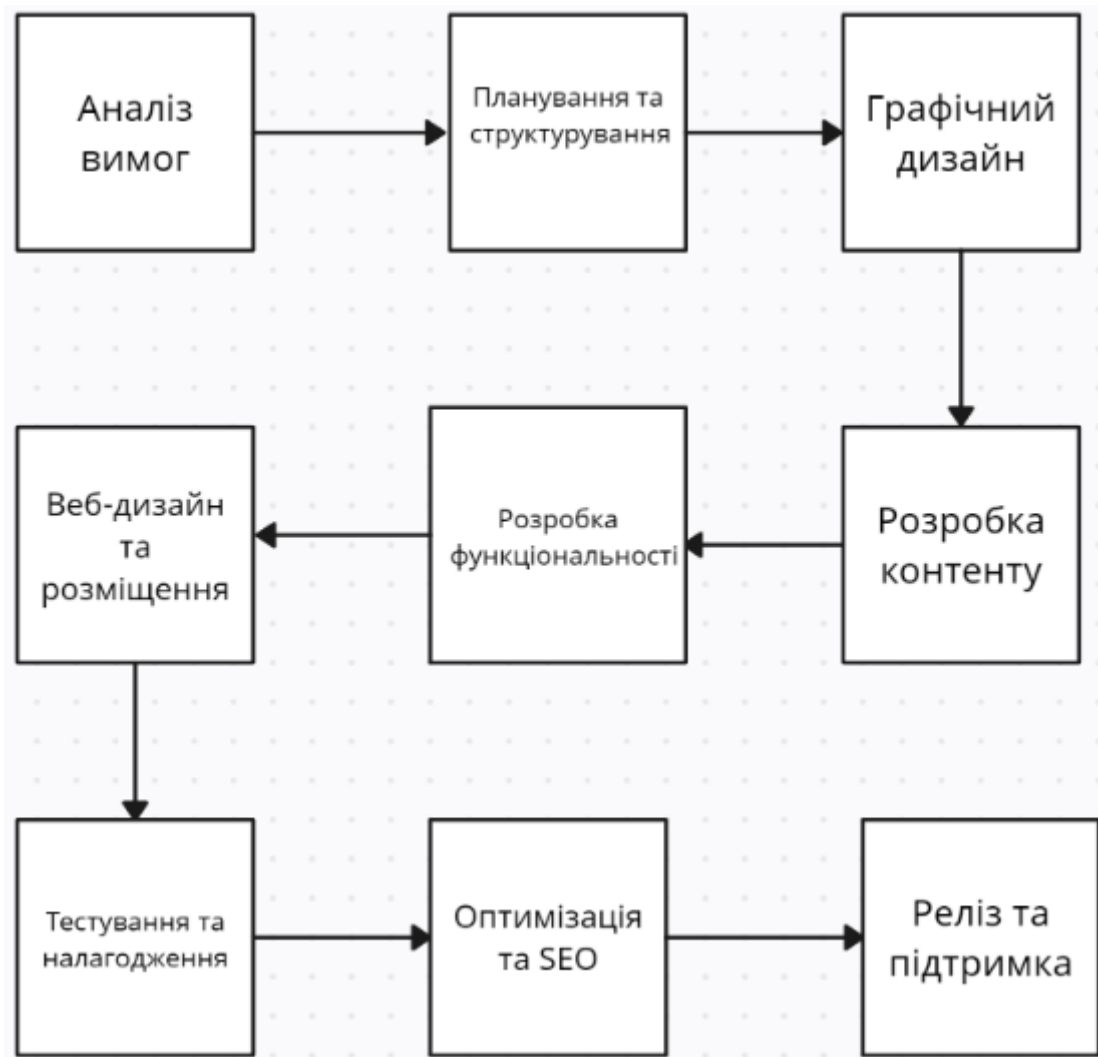 Аналіз
вимог
Планування та
структурування
Графічний
дизайн
Розробка
контенту
Розробка
функціональності
Веб-дизайн
та
розміщення
Тестування та
налагодження
Оптимізація
та SEO
Реліз та
підтримка